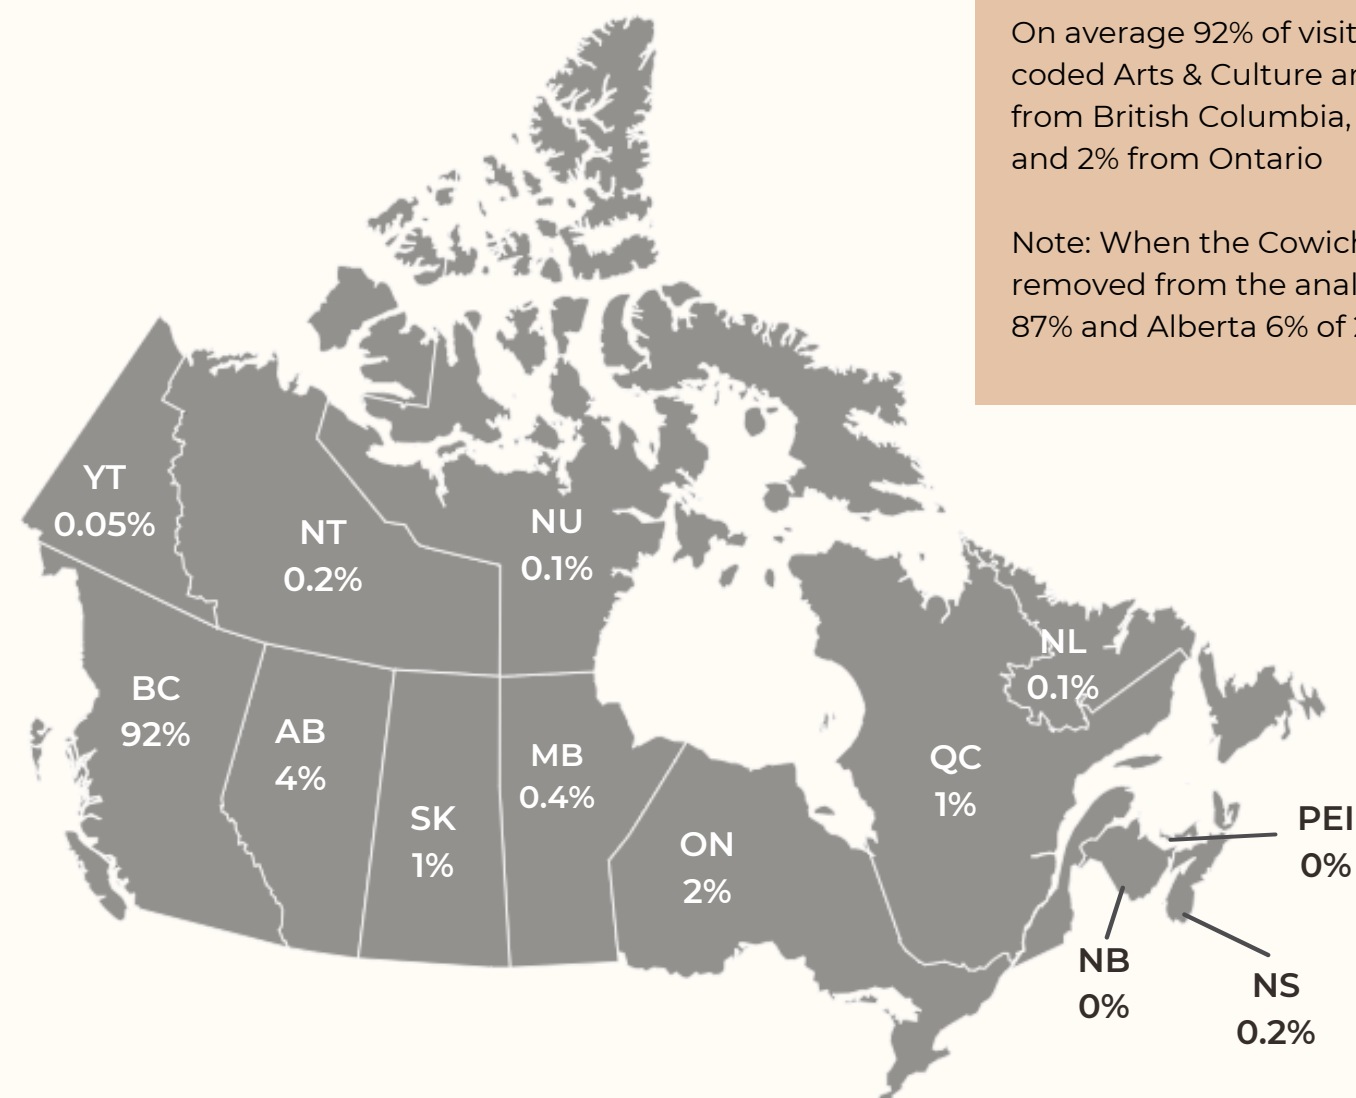 On average 92% of visit
coded Arts & Culture ar
from British Columbia,
and 2% from Ontario
Note: When the Cowich
removed from the anal
87% and Alberta 6% of
YT
0.05%
NT
0.2%
NU
0.1%
NL
0.1%
BC
92%
AB
4%
SK
1%
MB
0.4%
ON
2%
QC
1%
PEI
0%
NB
0%
NS
0.2%